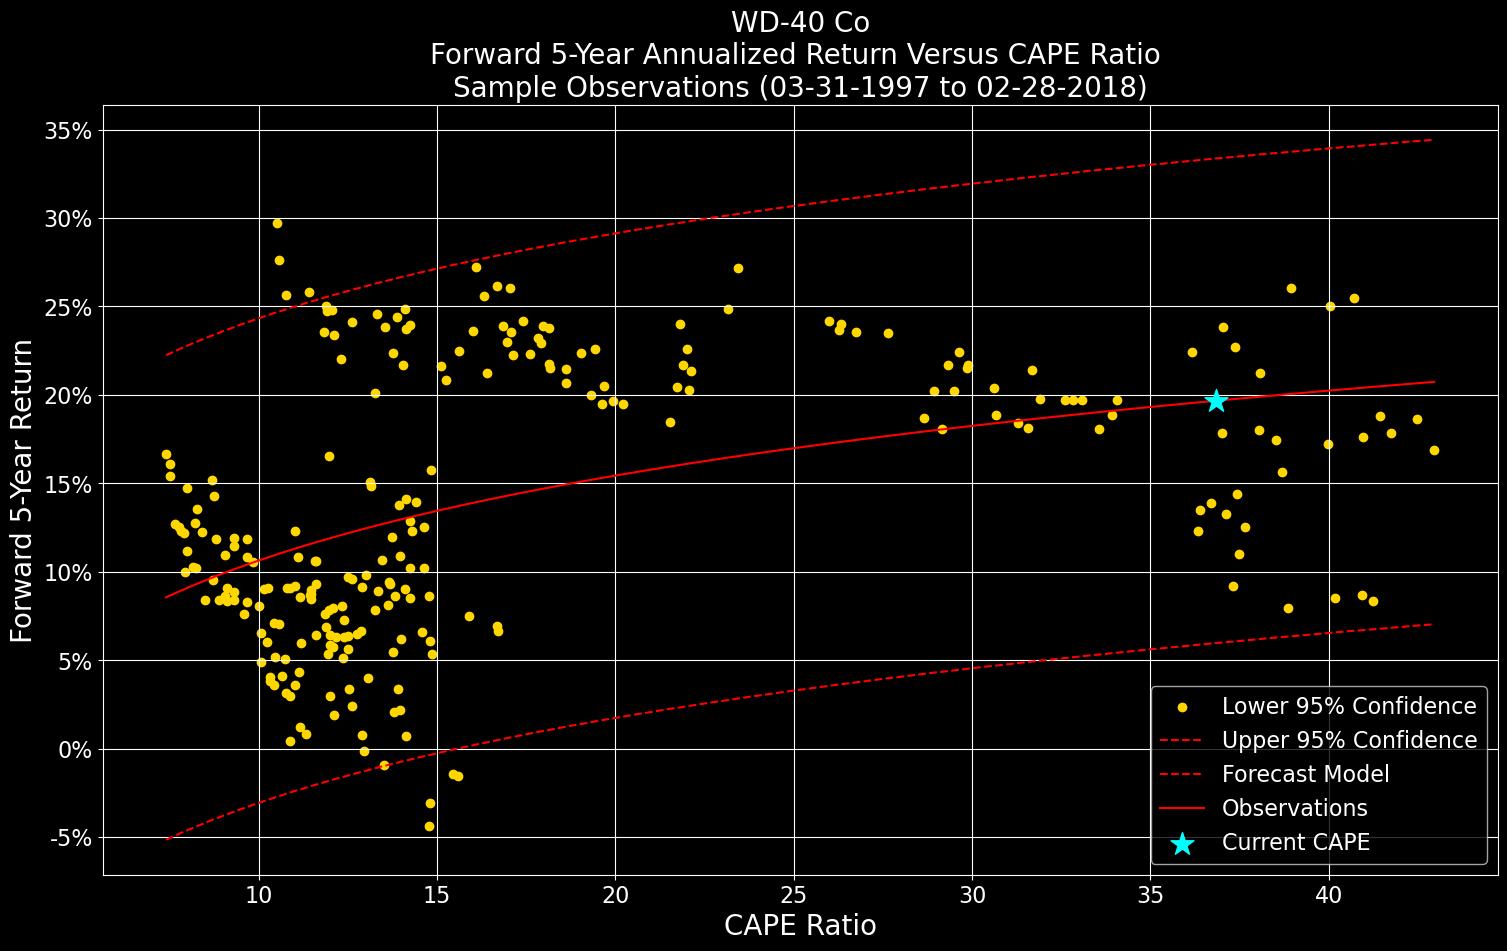 WD-40 Co
Forward 5-Year Annualized Return Versus CAPE Ratio
Sample Observations (03-31-1997 to 02-28-2018)
Forward 5-Year Return
35%
30%
25%
20%
15%
10%
5%
0%
-5%
Lower 95% Confidence
Upper 95% Confidence
Forecast Model
Observations
Current CAPE
10 15 20 25 30 35 40
CAPE Ratio